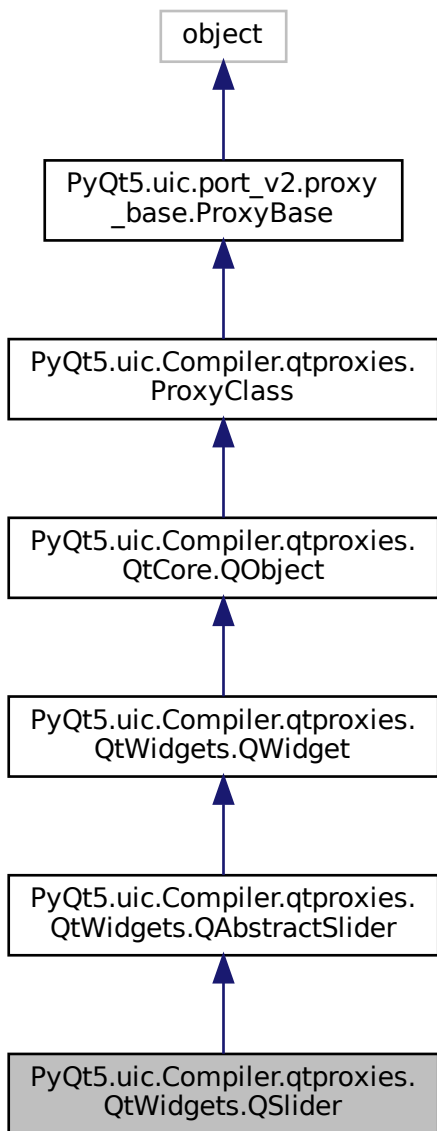 object
PyQt5.uic.port_v2.proxy
_base.ProxyBase
PyQt5.uic.Compiler.qtproxies.
ProxyClass
PyQt5.uic.Compiler.qtproxies.
QtCore.QObject
PyQt5.uic.Compiler.qtproxies.
QtWidgets.QWidget
PyQt5.uic.Compiler.qtproxies.
QtWidgets.QAbstractSlider
PyQt5.uic.Compiler.qtproxies.
QtWidgets.QSlider